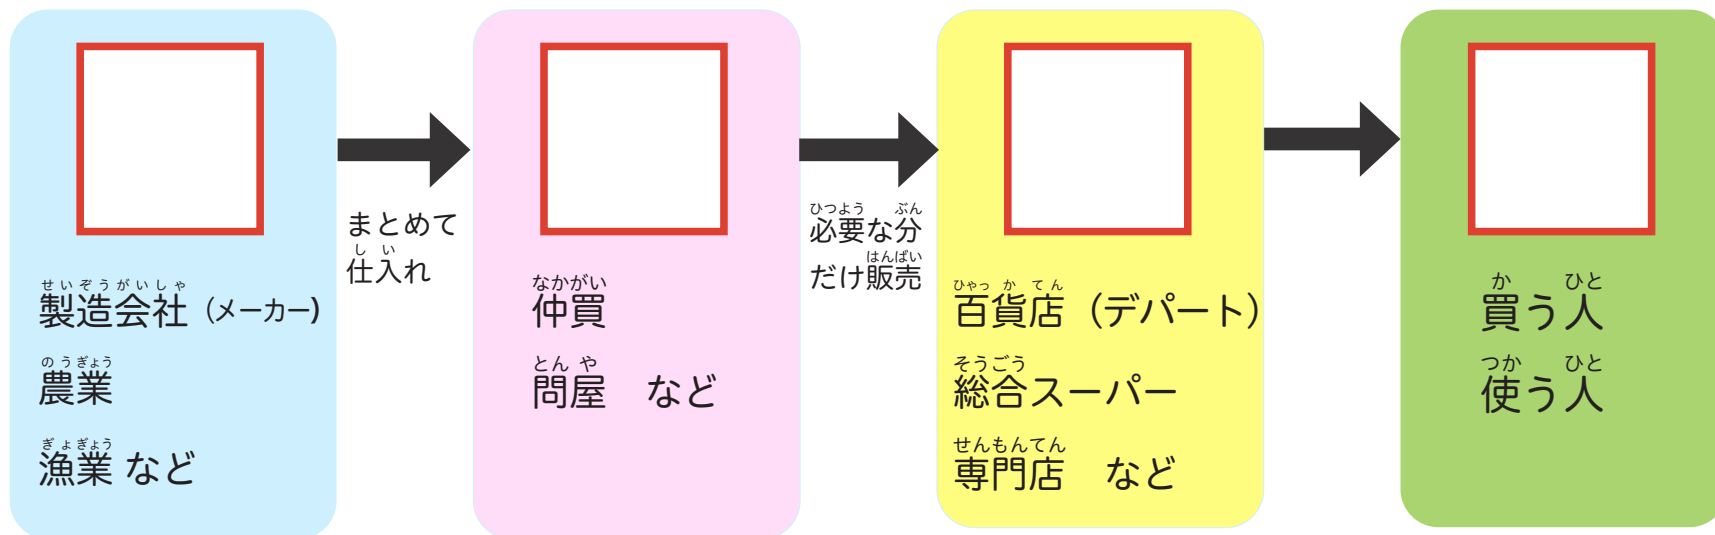 せいぞうがいしゃ
製造会社（メーカー)
のうぎょう
農業
ぎょぎょう
漁業 など
まとめて
しい
仕入れ
なかがい
仲買
とんや
問屋　など
ひつよう ぶん
必要な分
はんばい
だけ販売
ひゃっかてん
百貨店（デパート）
そうごう
総合スーパー
せんもんてん
専門店　など
か ひと
買う人
つか ひと
使う人